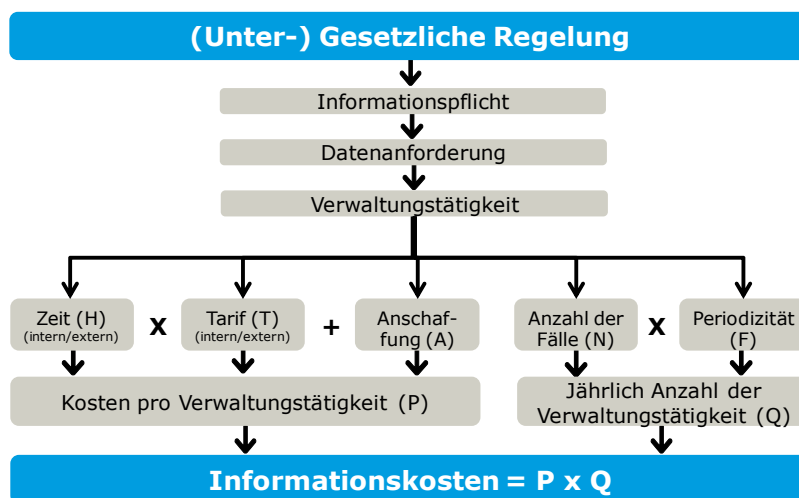 (Unter-) Gesetzliche Regelung
Informationspflicht
Datenanforderung
Verwaltungstätigkeit
Zeit (H)
(intern/extern)
X
Tarif (T)
(intern/extern)
+
Anschaf-
fung (A)
Anzahl der
Fälle (N)
X
Periodizität
(F)
Kosten pro Verwaltungstätigkeit (P)
Jährlich Anzahl der
Verwaltungstätigkeit (Q)
Informationskosten = P x Q